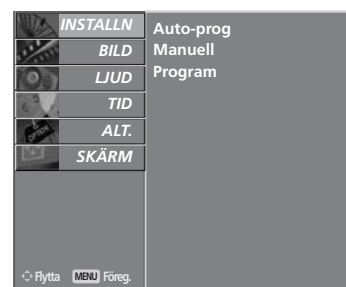 INSTALLN
BILD
LJUD
TID
ALT.
SKÄRM
Auto-prog
Manuell
Program
Flytta MENU Föreg.